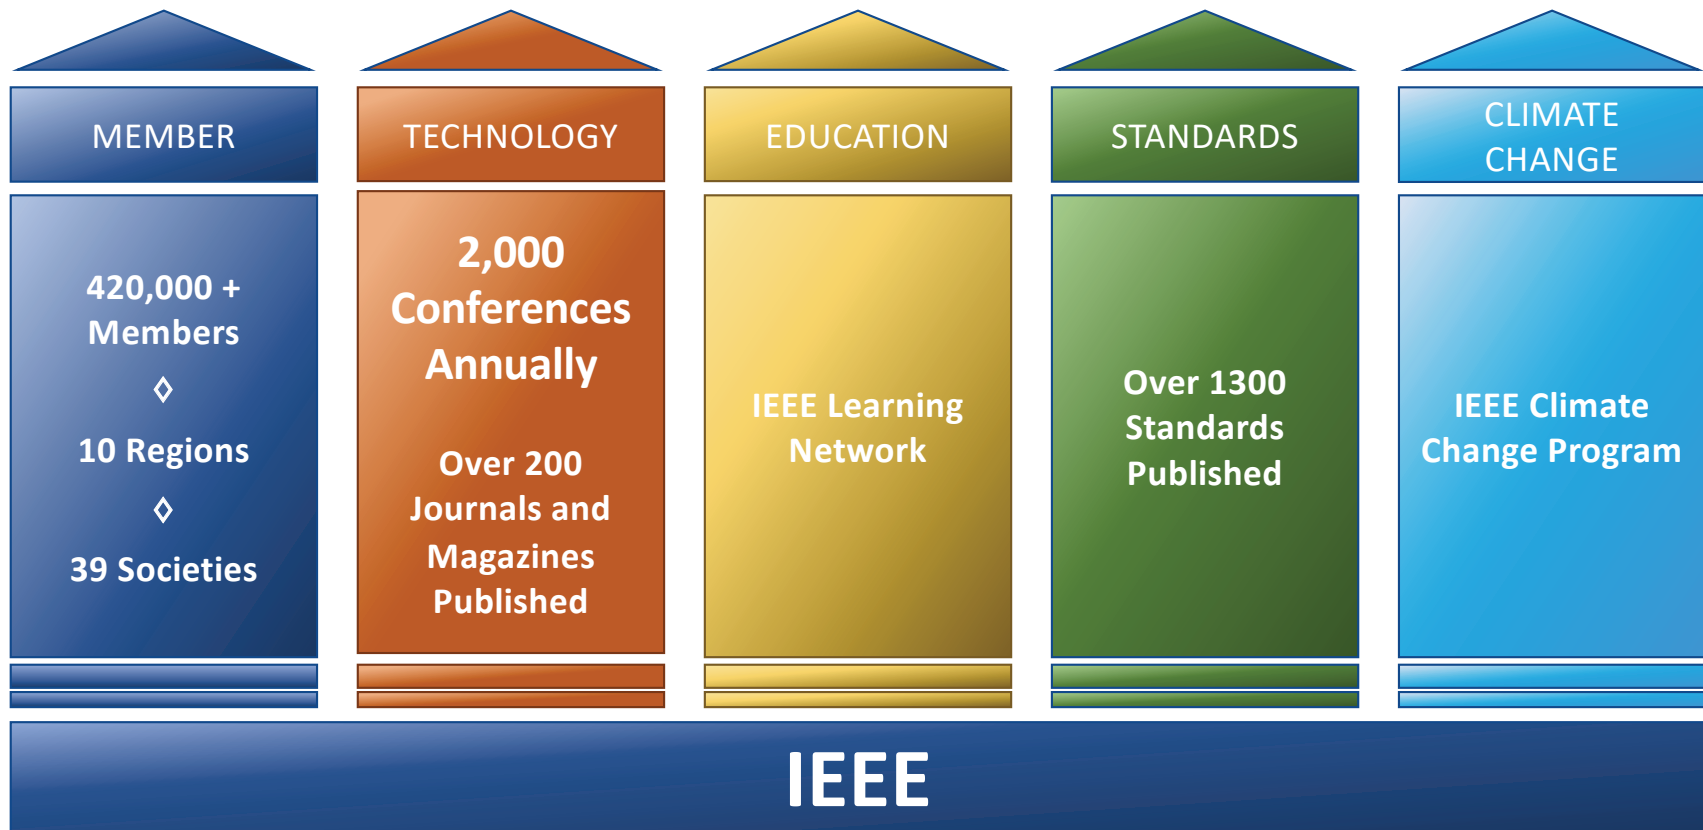 MEMBER
420,000 +
Members
◊
10 Regions
◊
39 Societies
TECHNOLOGY
2,000
Conferences
Annually
Over 200
Journals and
Magazines
Published
EDUCATION
IEEE Learning
Network
STANDARDS
Over 1300
Standards
Published
CLIMATE
CHANGE
IEEE Climate
Change Program
IEEE